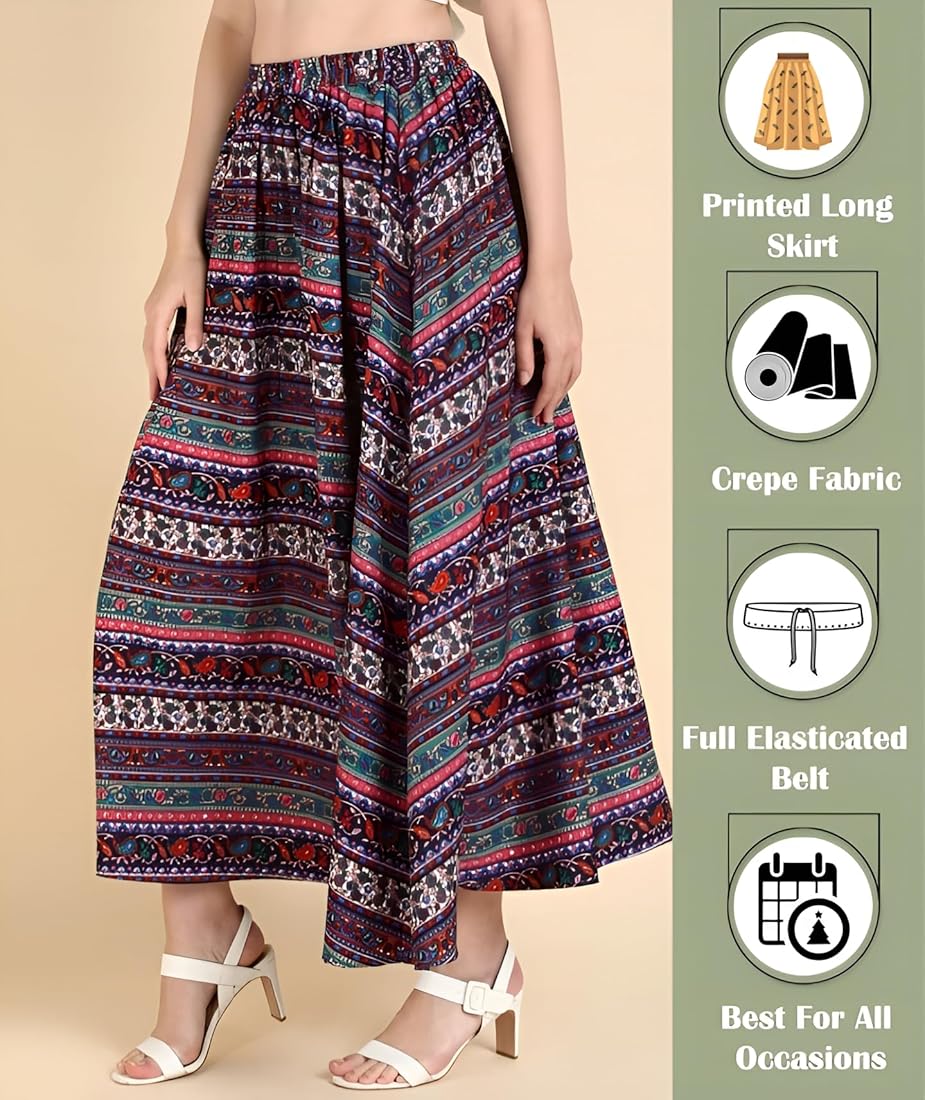 Printed Long
Skirt
Crepe Fabric
Full Elasticated
Belt
Best For All
Occasions